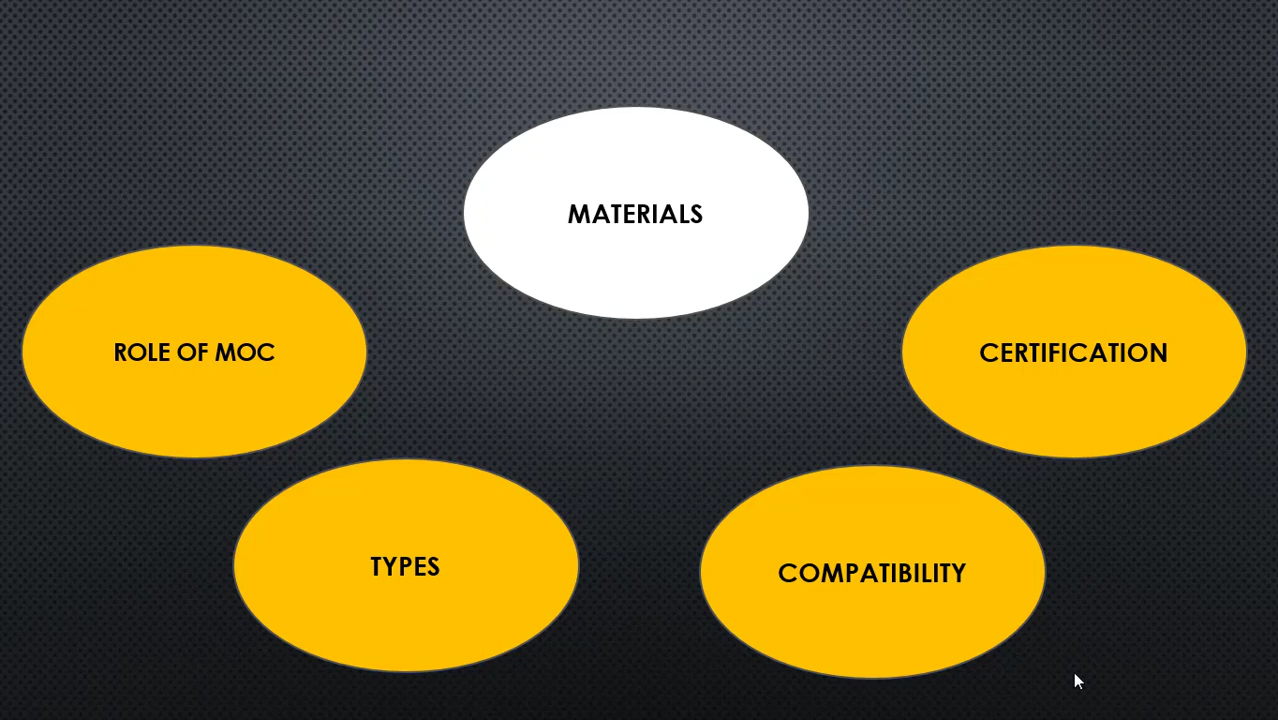 MATERIALS
ROLE OF MOC
CERTIFICATION
TYPES
COMPATIBILITY